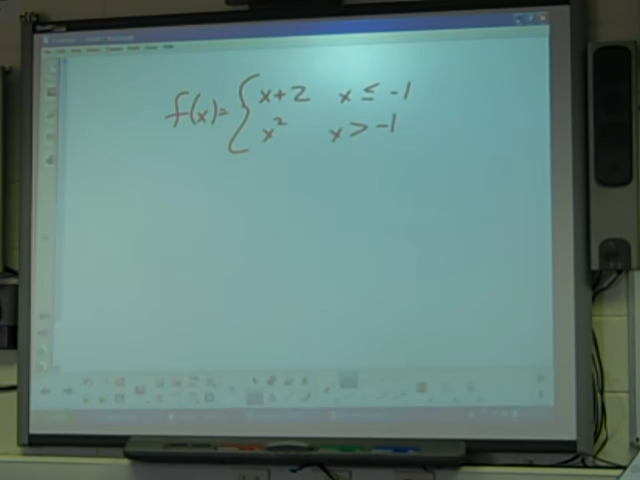 f(x)= { x+2 x ≤ -1
x² x > -1